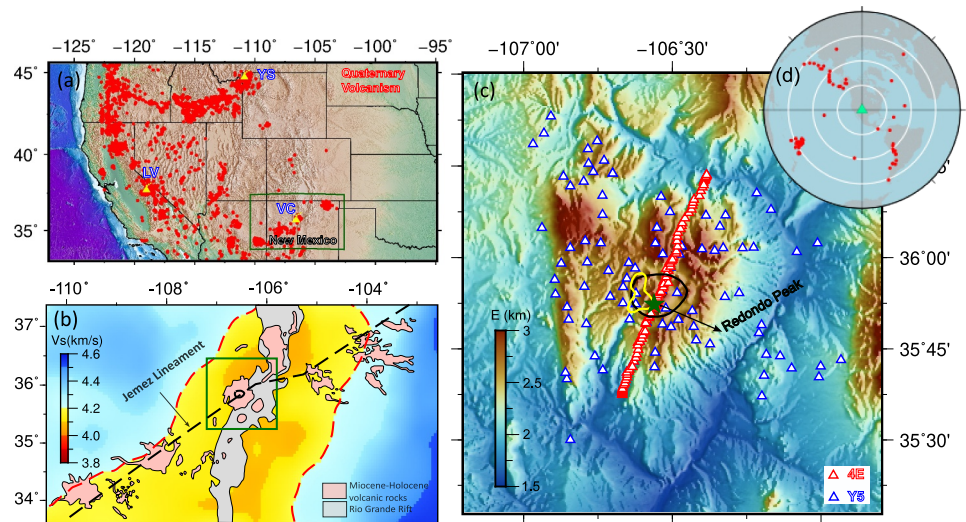 −125 −120 −115 −110 −105 −100 −95
45°
40°
35°
(a)
YS
Quaternary
Volcanism
LV
VC
New Mexico
−110 −108 −106 −104
37°
36°
35°
34°
(b)
Vs(km/s)
4.6
4.4
4.2
4.0
3.8
Jemez Lineament
Miocene-Holocene
volcanic rocks
Rio Grande Rift
−107°00' −106°30'
(c)
36°00'
35°45'
35°30'
Redondo Peak
E (km)
3
2.5
2
1.5
4E
Y5
(d)